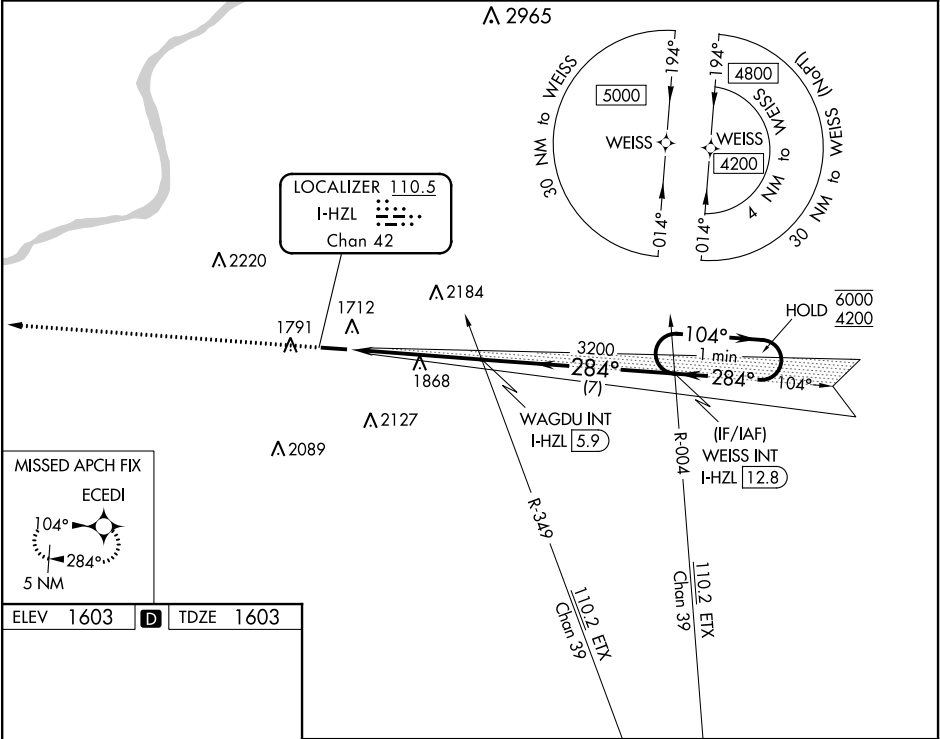 2965
30 NM to WEISS
5000
194°
WEISS
014°
194°
4800
4 NM to WEISS
WEISS
4200
014°
30 NM to WEISS (NoPT)
LOCALIZER 110.5
I-HZL
Chan 42
2220
1712
1791
2184
1868
2127
2089
3200
284°
(7)
104°
1 min
284°
104°
HOLD
6000
4200
WAGDU INT
I-HZL 5.9
(IF/IAF)
WEISS INT
I-HZL 12.8
R-349
R-004
110.2 ETX
Chan 39
110.2 ETX
Chan 39
MISSED APCH FIX
ECEDI
104°
284°
5 NM
ELEV 1603 D TDZE 1603